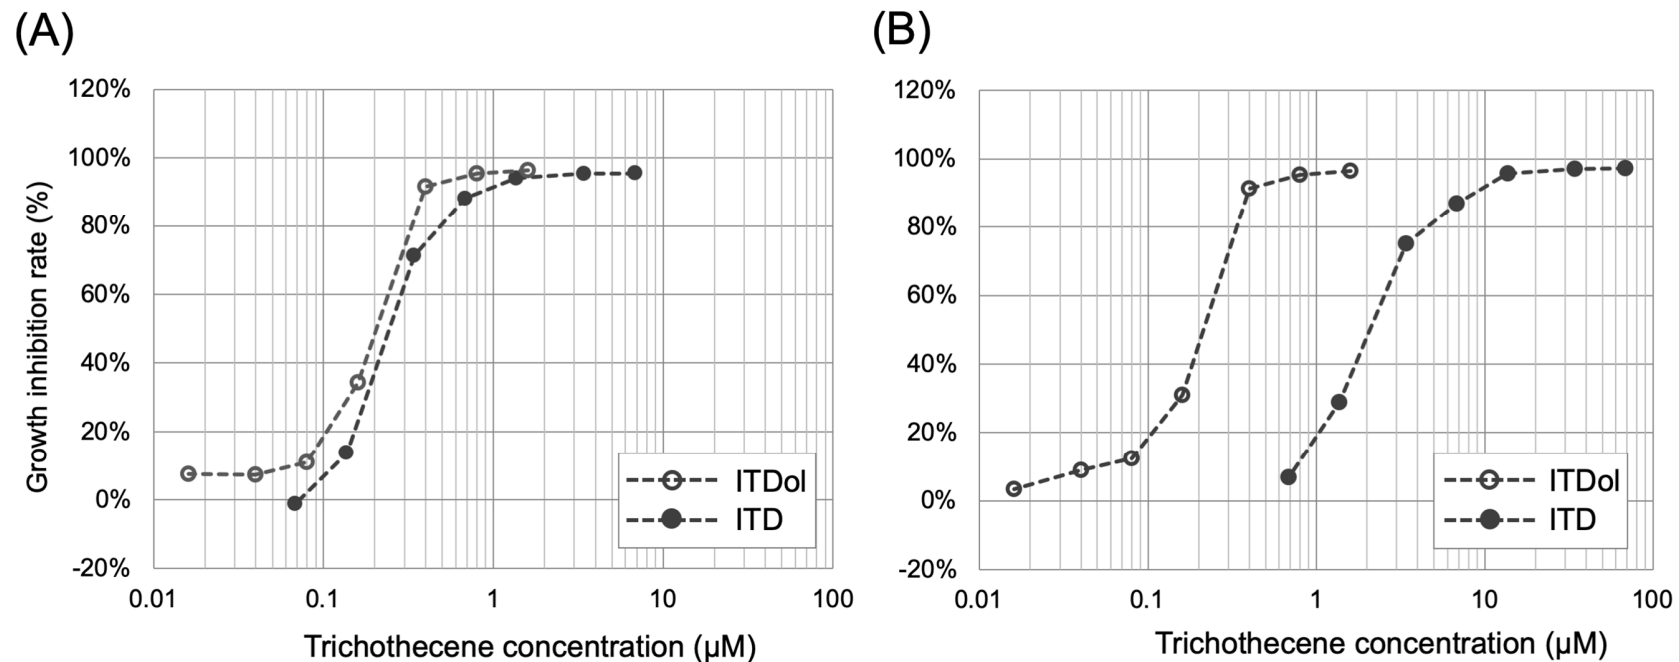 (A)
120%
100%
80%
60%
40%
20%
0%
-20%
0.01 0.1 1 10 100
Growth inhibition rate (%)
Trichothecene concentration (μM)
ITDol
ITD
(B)
120%
100%
80%
60%
40%
20%
0%
-20%
0.01 0.1 1 10 100
Trichothecene concentration (μM)
ITDol
ITD